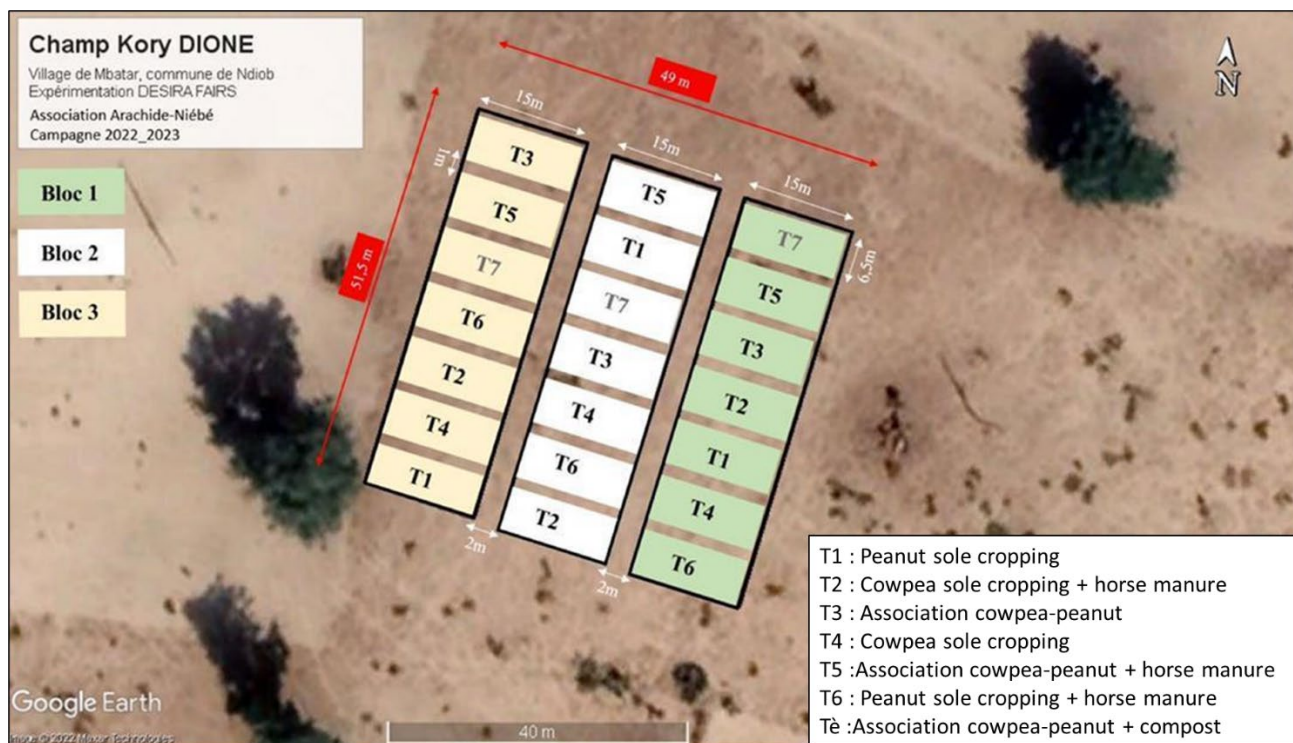 Champ Kory DIONE
Village de Mbatar, commune de Ndiob
Expérimentation DESIRA FAIRS
Association Arachide-Niébé
Campagne 2022_2023
Bloc 1
Bloc 2
Bloc 3
N
49 m
51,5 m
15m
15m
15m
1m
6,5m
T3
T5
T7
T6
T2
T4
T1
T5
T1
T7
T3
T4
T6
T2
T7
T5
T3
T2
T1
T4
T6
2m
2m
T1 : Peanut sole cropping
T2 : Cowpea sole cropping + horse manure
T3 : Association cowpea-peanut
T4 : Cowpea sole cropping
T5 :Association cowpea-peanut + horse manure
T6 : Peanut sole cropping + horse manure
Tè :Association cowpea-peanut + compost
Google Earth
Image © 2022 Maxar Technologies
40 m